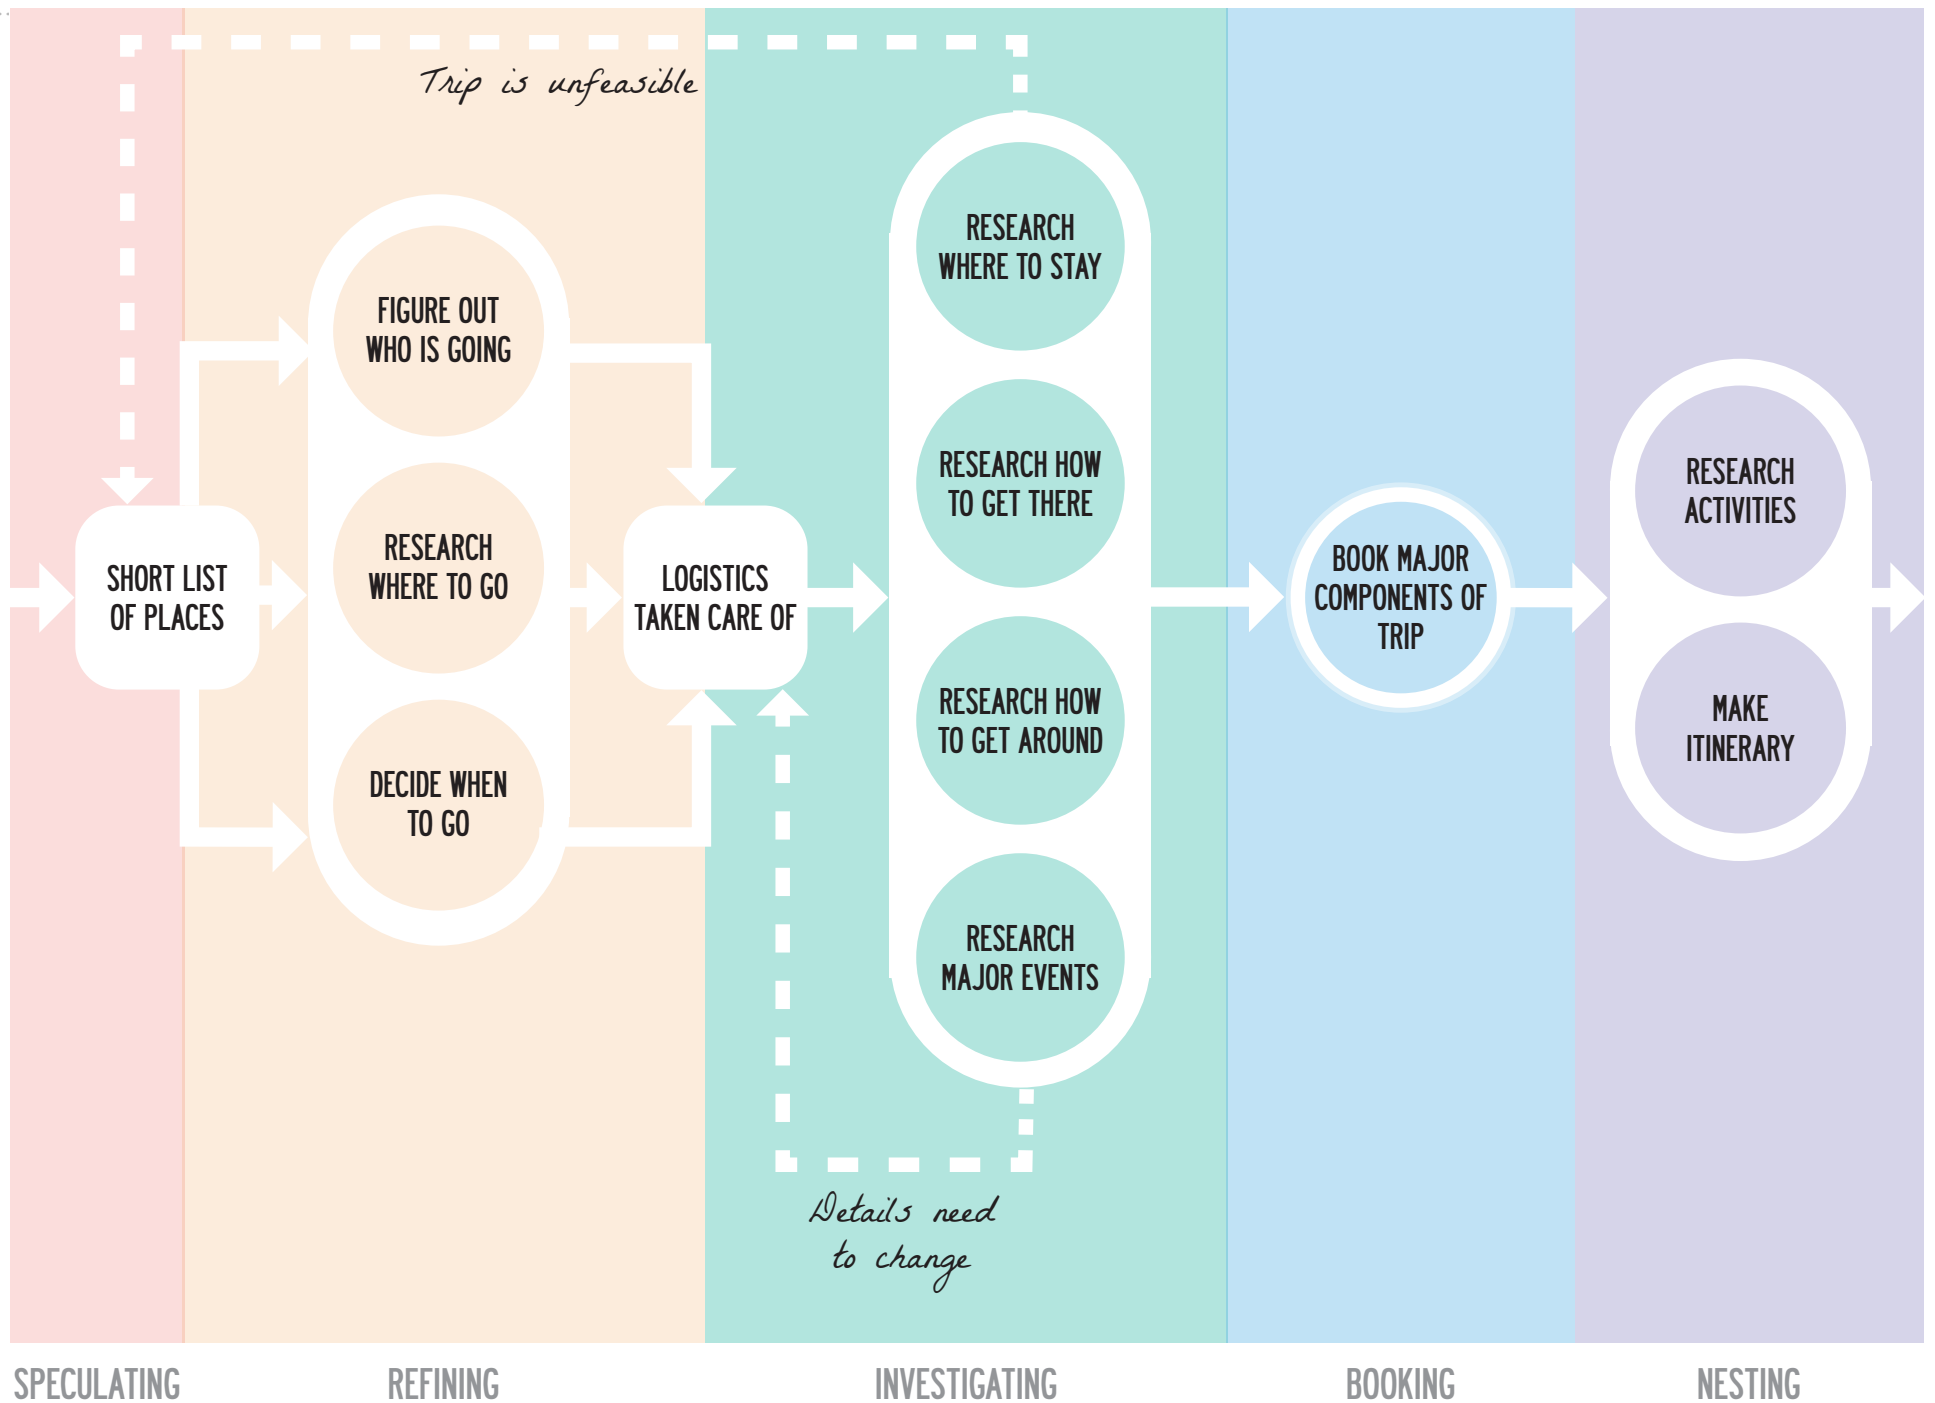 Trip is unfeasible
SHORT LIST
OF PLACES
FIGURE OUT
WHO IS GOING
RESEARCH
WHERE TO GO
DECIDE WHEN
TO GO
LOGISTICS
TAKEN CARE OF
RESEARCH
WHERE TO STAY
RESEARCH HOW
TO GET THERE
RESEARCH HOW
TO GET AROUND
RESEARCH
MAJOR EVENTS
Details need
to change
BOOK MAJOR
COMPONENTS OF
TRIP
RESEARCH
ACTIVITIES
MAKE
ITINERARY
SPECULATING
REFINING
INVESTIGATING
BOOKING
NESTING